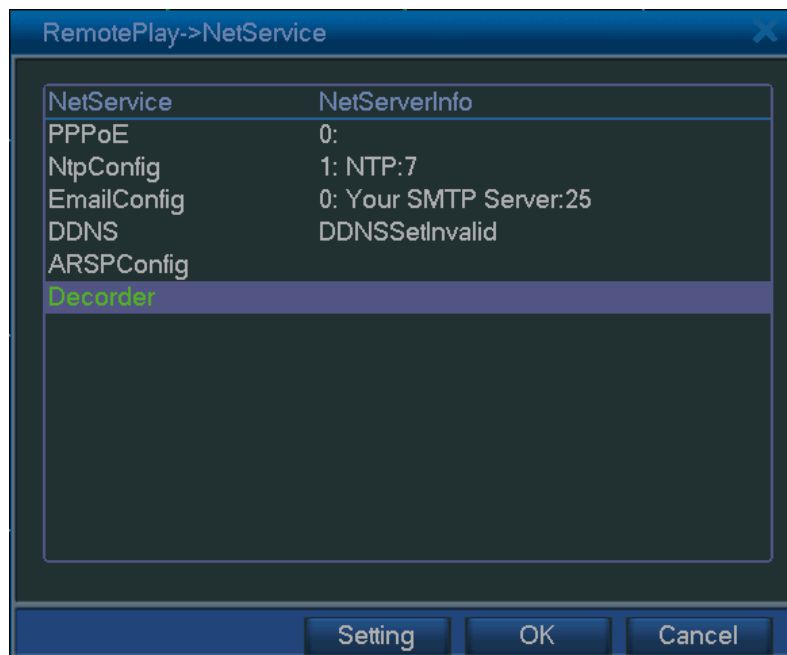 RemotePlay->NetService
NetService NetServerInfo
PPPoE 0:
NtpConfig 1: NTP:7
EmailConfig 0: Your SMTP Server:25
DDNS DDNSSetInvalid
ARSPConfig
Decorder
Setting OK Cancel